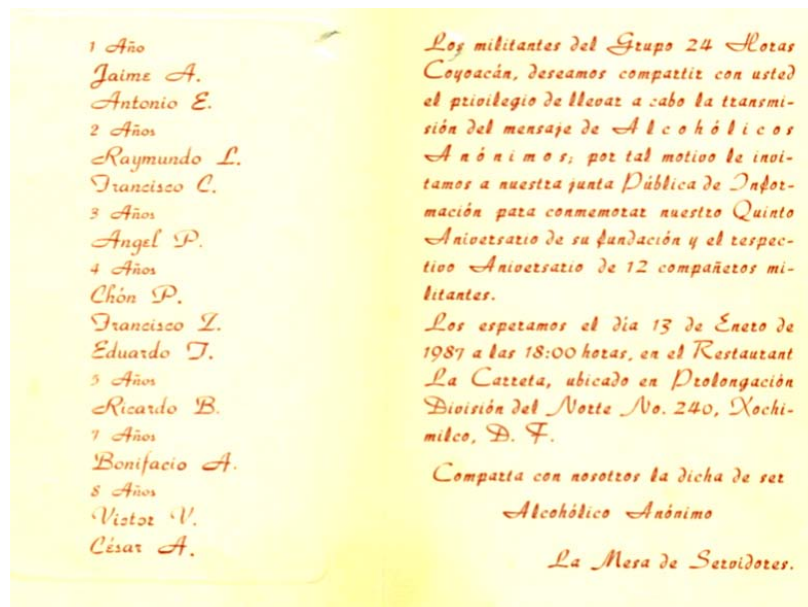 1 Año
Jaime A.
Antonio E.
2 Años
Raymundo L.
Francisco C.
3 Años
Angel P.
4 Años
Chón P.
Francisco Z.
Eduardo T.
5 Años
Ricardo B.
7 Años
Bonifacio A.
8 Años
Victor V.
César A.
Los militantes del Grupo 24 Horas
Coyoacán, deseamos compartir con usted
el privilegio de llevar a cabo la transmi-
sión del mensaje de Alcohólicos
Anónimos; por tal motivo le invi-
tamos a nuestra junta Pública de Infor-
mación para conmemorar nuestro Quinto
Aniversario de su fundación y el respec-
tivo Aniversario de 12 compañeros mi-
litantes.
Los esperamos el día 13 de Enero de
1987 a las 18:00 horas, en el Restaurant
La Carreta, ubicado en Prolongación
División del Norte No. 240, Xochi-
milco, D. F.
Comparta con nosotros la dicha de ser
Alcohólico Anónimo
La Mesa de Servidores.